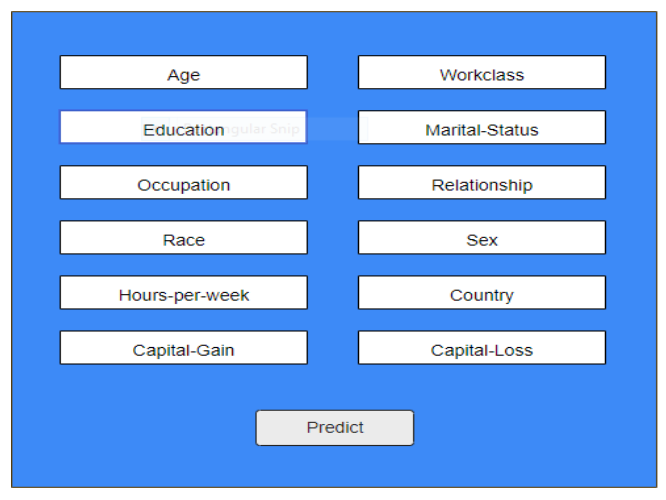 Age
Workclass
Education
Marital-Status
Occupation
Relationship
Race
Sex
Hours-per-week
Country
Capital-Gain
Capital-Loss
Predict